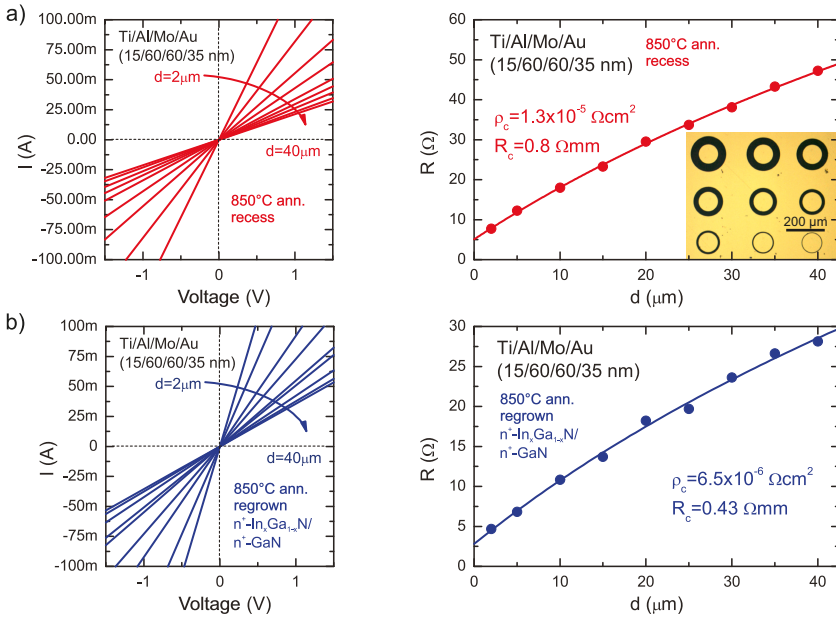 a)
100.00m
75.00m
50.00m
25.00m
0.00
-25.00m
-50.00m
-75.00m
-100.00m
I (A)
Ti/Al/Mo/Au
(15/60/60/35 nm)
d=2μm
d=40μm
850°C ann.
recess
-1 0 1
Voltage (V)
60
50
40
30
20
10
0
R (Ω)
Ti/Al/Mo/Au
(15/60/60/35 nm)
850°C ann.
recess
ρc=1.3x10⁻⁵ Ωcm²
Rc=0.8 Ωmm
200 μm
0 10 20 30 40
d (μm)
b)
100m
75m
50m
25m
0
-25m
-50m
-75m
-100m
I (A)
Ti/Al/Mo/Au
(15/60/60/35 nm)
d=2μm
d=40μm
850°C ann.
regrown
n⁺-InₓGa₁₋ₓN/
n⁺-GaN
-1 0 1
Voltage (V)
30
25
20
15
10
5
0
R (Ω)
Ti/Al/Mo/Au
(15/60/60/35 nm)
850°C ann.
regrown
n⁺-InₓGa₁₋ₓN/
n⁺-GaN
ρc=6.5x10⁻⁶ Ωcm²
Rc=0.43 Ωmm
0 10 20 30 40
d (μm)